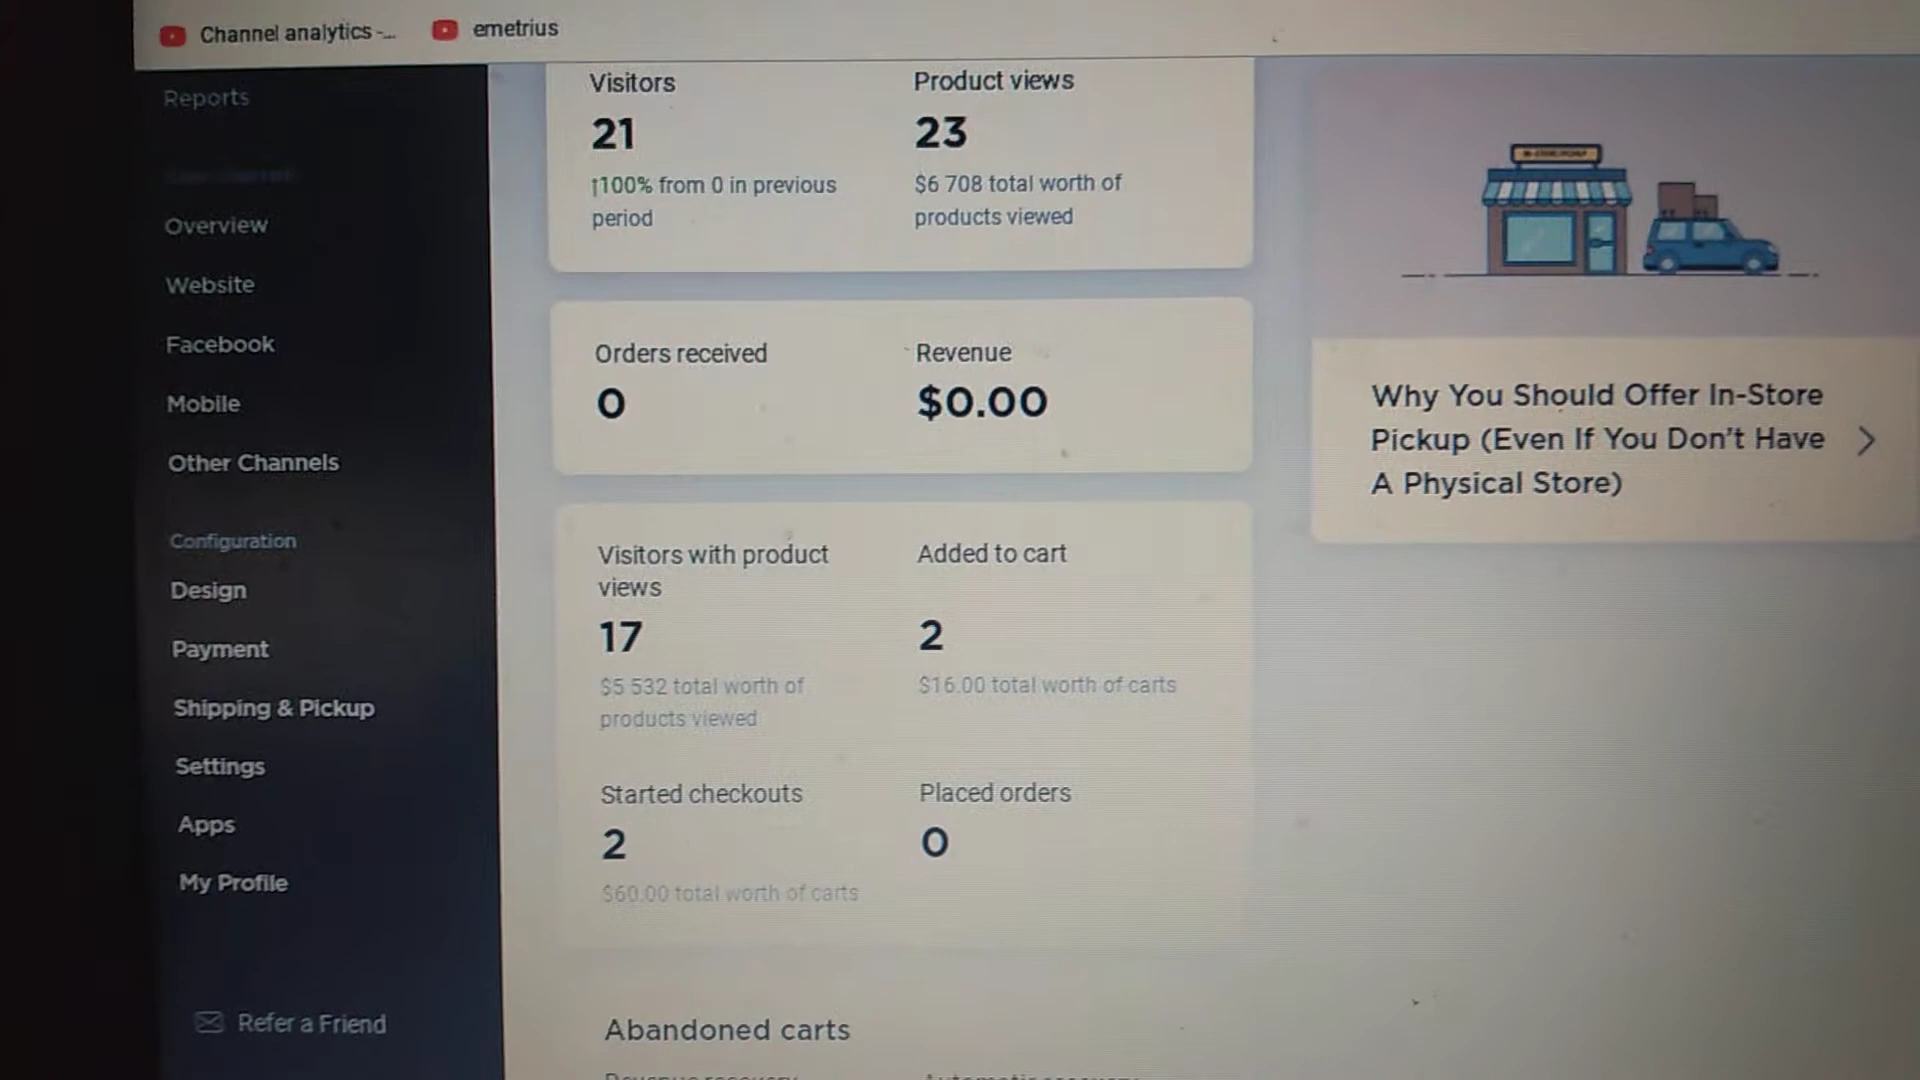 Channel analytics -...
emetrius
Reports
Overview
Website
Facebook
Mobile
Other Channels
Configuration
Design
Payment
Shipping & Pickup
Settings
Apps
My Profile
Refer a Friend
Visitors
21
↑100% from 0 in previous
period
Product views
23
$6 708 total worth of
products viewed
Orders received
0
Revenue
$0.00
Visitors with product
views
17
$5 532 total worth of
products viewed
Added to cart
2
$16.00 total worth of carts
Started checkouts
2
$60.00 total worth of carts
Placed orders
0
Abandoned carts
Why You Should Offer In-Store
Pickup (Even If You Don't Have
A Physical Store)